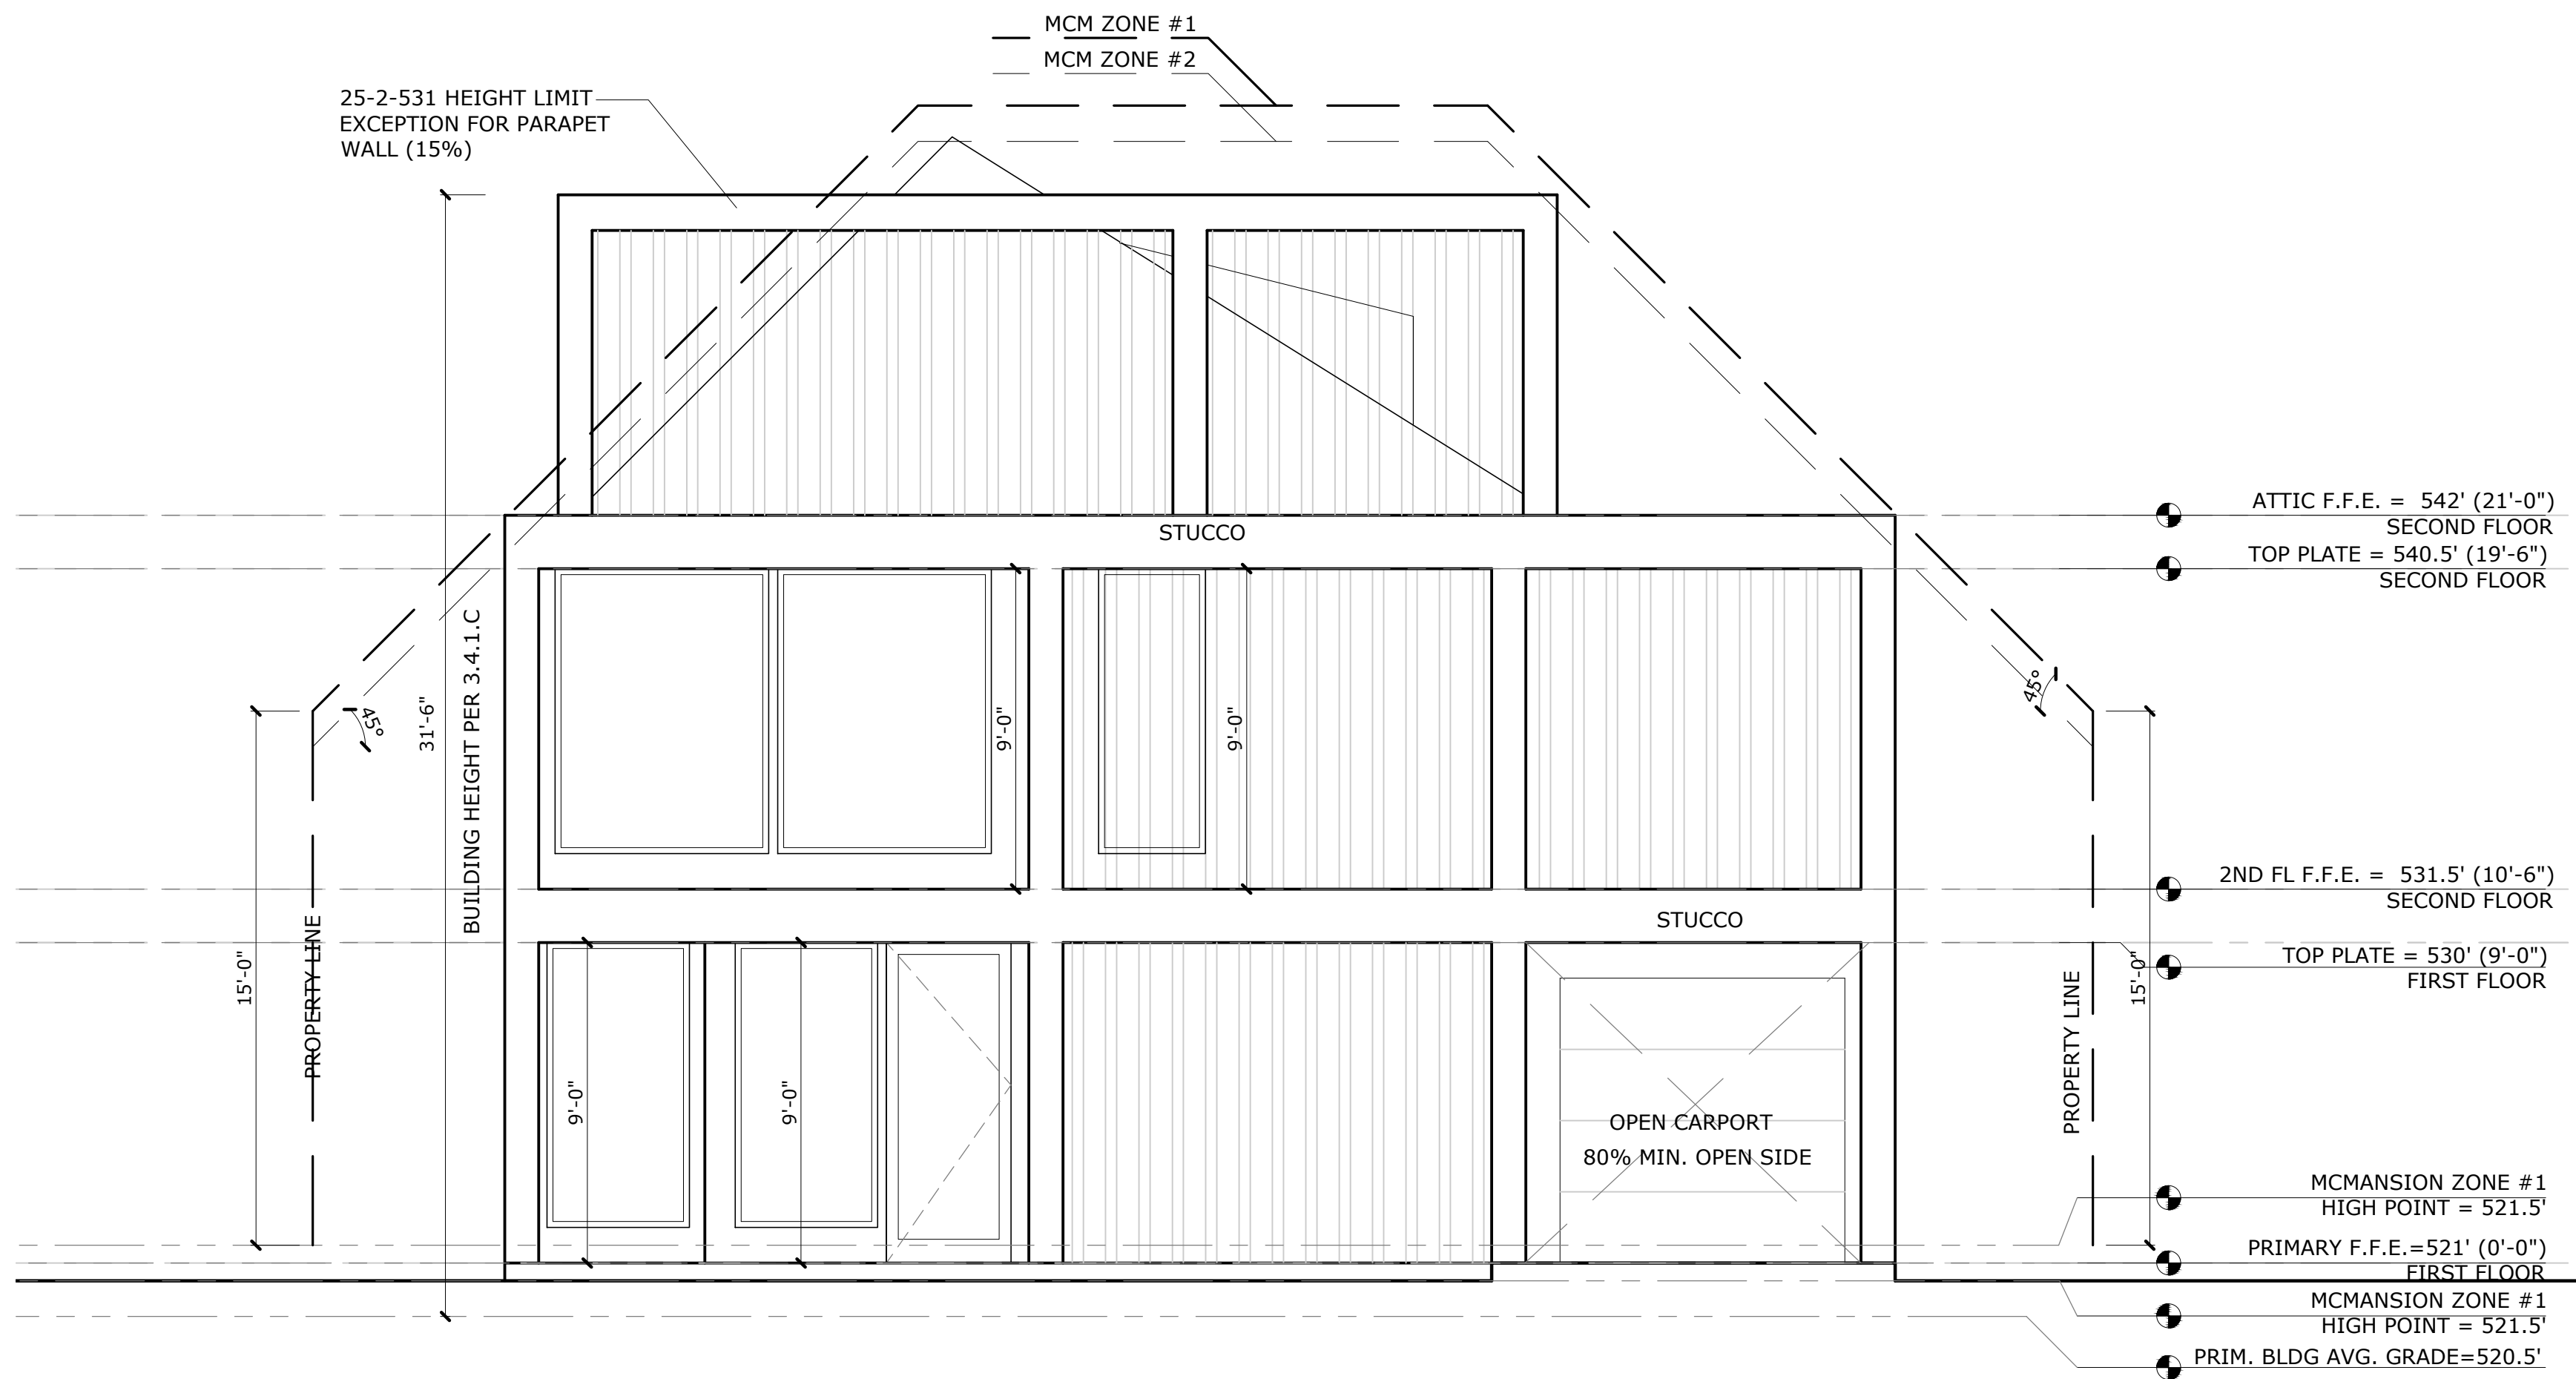 MCM ZONE #1
MCM ZONE #2
25-2-531 HEIGHT LIMIT
EXCEPTION FOR PARAPET
WALL (15%)
ATTIC F.F.E. = 542' (21'-0")
SECOND FLOOR
STUCCO
TOP PLATE = 540.5' (19'-6")
SECOND FLOOR
45°
45°
31'-6"
BUILDING HEIGHT PER 3.4.1.C
9'-0"
9'-0"
2ND FL F.F.E. = 531.5' (10'-6")
SECOND FLOOR
STUCCO
15'-0"
PROPERTY LINE
PROPERTY LINE
15'-0"
TOP PLATE = 530' (9'-0")
FIRST FLOOR
9'-0"
9'-0"
OPEN CARPORT
80% MIN. OPEN SIDE
MCMANSION ZONE #1
HIGH POINT = 521.5'
PRIMARY F.F.E.=521' (0'-0")
FIRST FLOOR
MCMANSION ZONE #1
HIGH POINT = 521.5'
PRIM. BLDG AVG. GRADE=520.5'